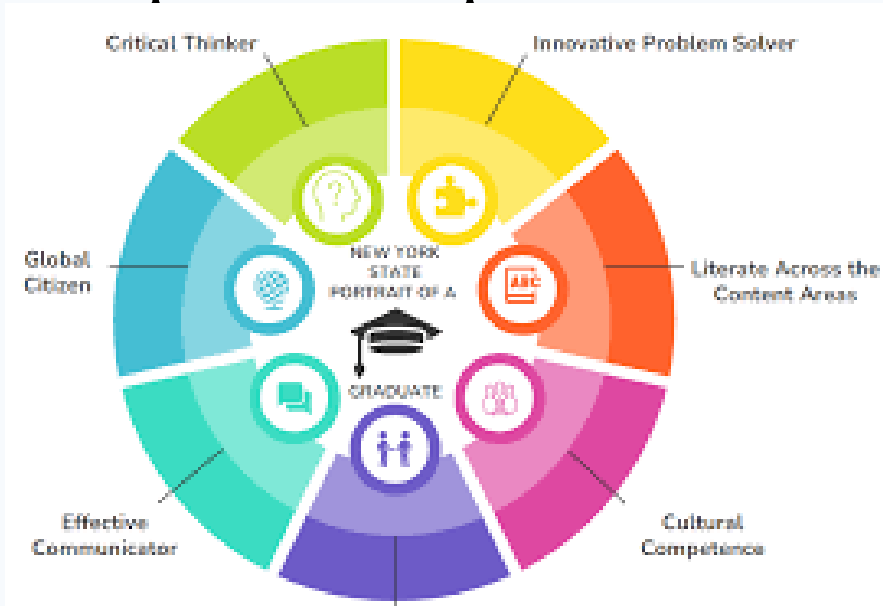 Critical Thinker
Innovative Problem Solver
NEW YORK
STATE
PORTRAIT OF A
GRADUATE
ABC
Global
Citizen
Literate Across the
Content Areas
Effective
Communicator
Cultural
Competence